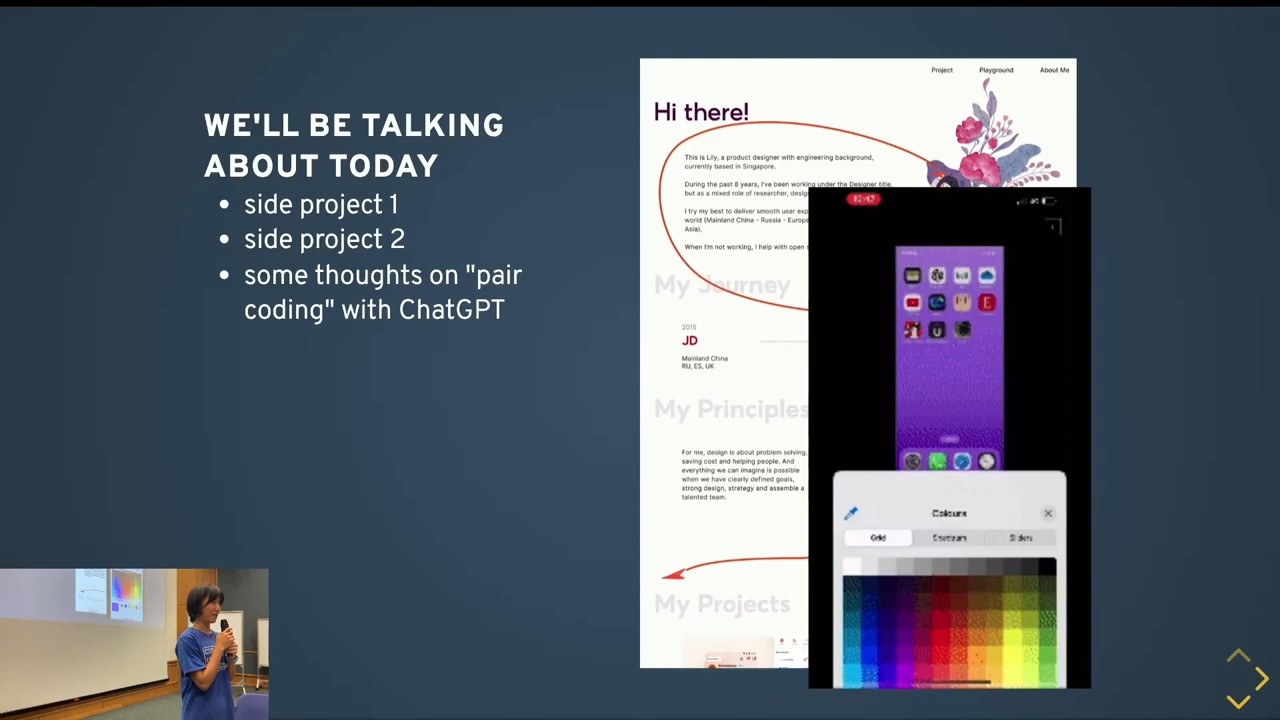 WE'LL BE TALKING
ABOUT TODAY
side project 1
side project 2
some thoughts on "pair
coding" with ChatGPT
Project Playground About Me
Hi there!
This is Lily, a product designer with engineering background,
currently based in Singapore.
During the past 8 years, I've been working under the Designer title,
but as a mixed role of researcher,
I try my best to deliver smooth user
world (Mainland China - Russia -
Asia).
When I'm not working, I help with open
My Journey
2015
JD
Mainland China
RU, ES, UK
My Principles
For me, design is about problem solving,
saving cost and helping people. And
everything we can imagine is possible
when we have clearly defined goals,
strong design, strategy and assemble a
talented team.
My Projects
12:47
4G
Colours
Grid Spectrum Sliders